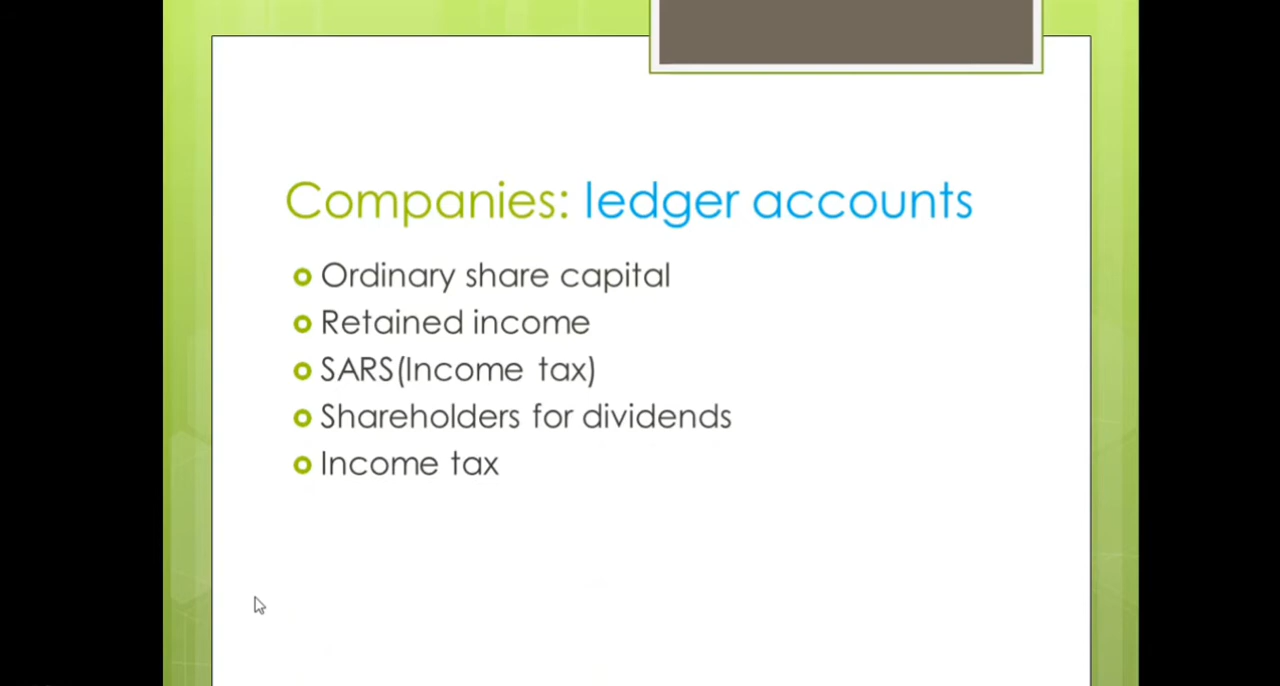 Companies: ledger accounts
Ordinary share capital
Retained income
SARS(Income tax)
Shareholders for dividends
Income tax